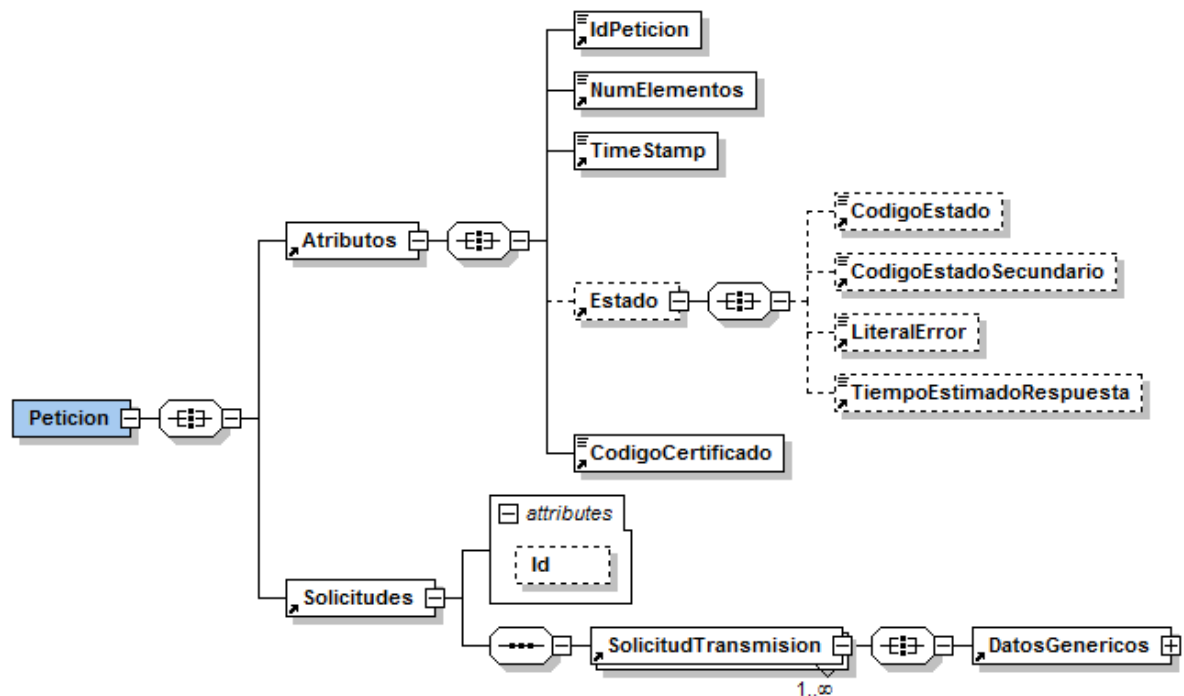 IdPeticion
NumElementos
TimeStamp
CodigoEstado
Atributos
CodigoEstadoSecundario
Estado
LiteralError
TiempoEstimadoRespuesta
Peticion
CodigoCertificado
attributes
Id
Solicitudes
SolicitudTransmision
DatosGenericos
1..∞